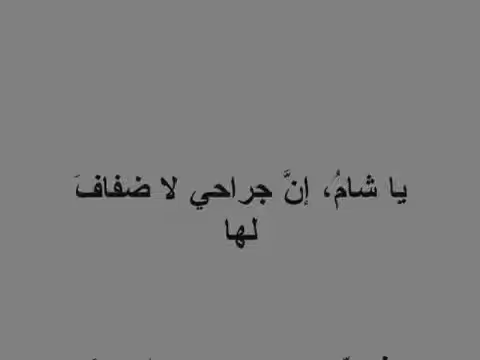 يا شامُ، إنَّ جراحي لا ضفافَ
لها